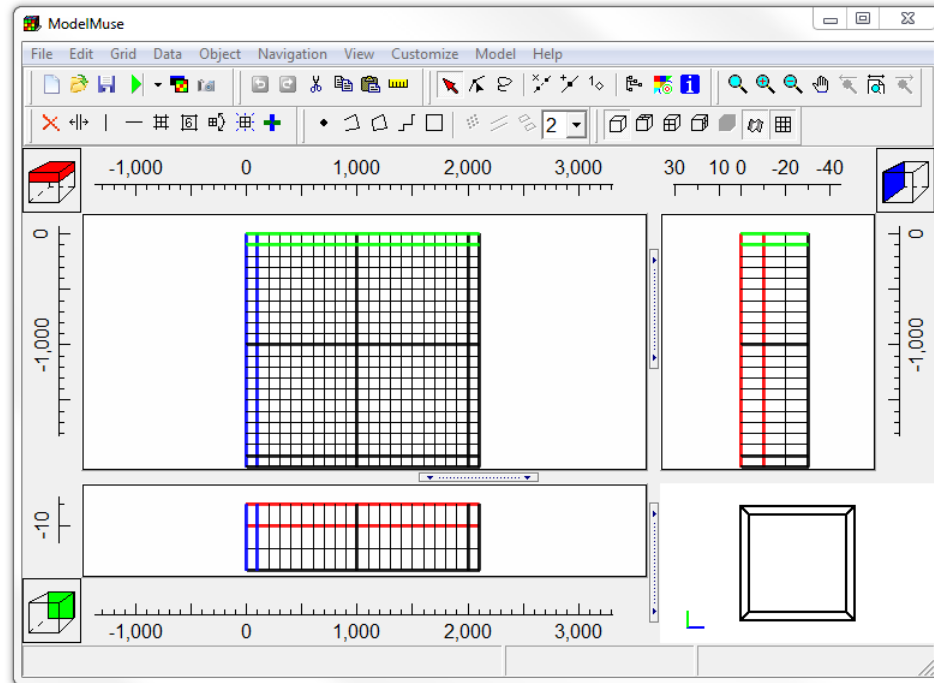 ModelMuse
File Edit Grid Data Object Navigation View Customize Model Help
2
-1,000 0 1,000 2,000 3,000
30 10 0 -20 -40
0
-1,000
0
-1,000
-10
-1,000 0 1,000 2,000 3,000